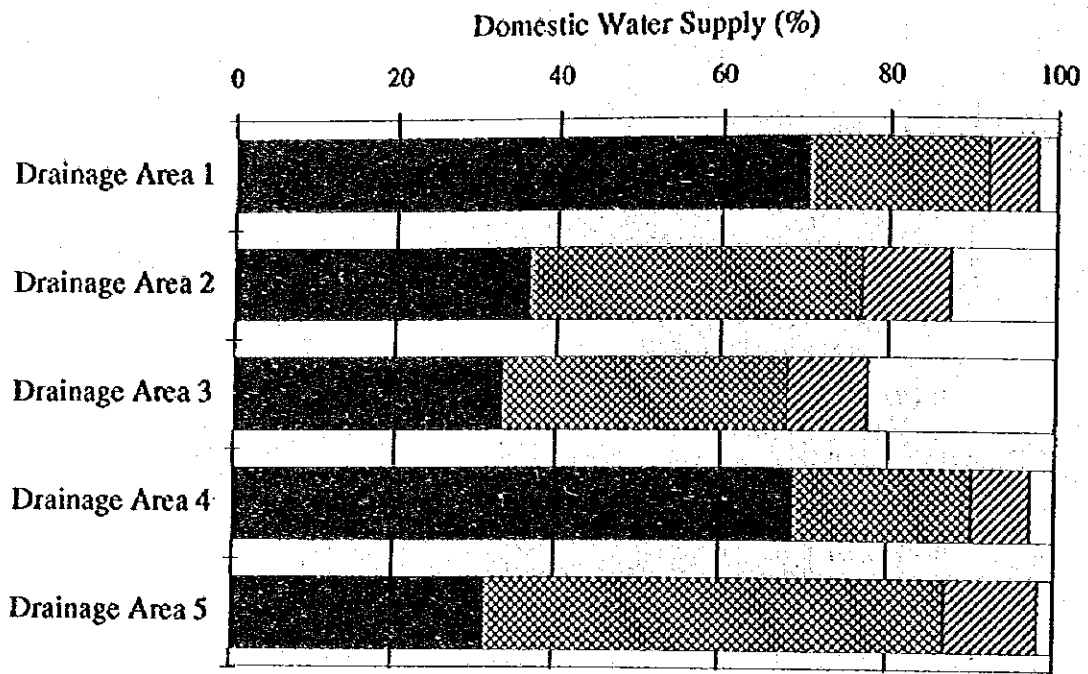 Domestic Water Supply (%)
0 20 40 60 80 100
Drainage Area 1
Drainage Area 2
Drainage Area 3
Drainage Area 4
Drainage Area 5